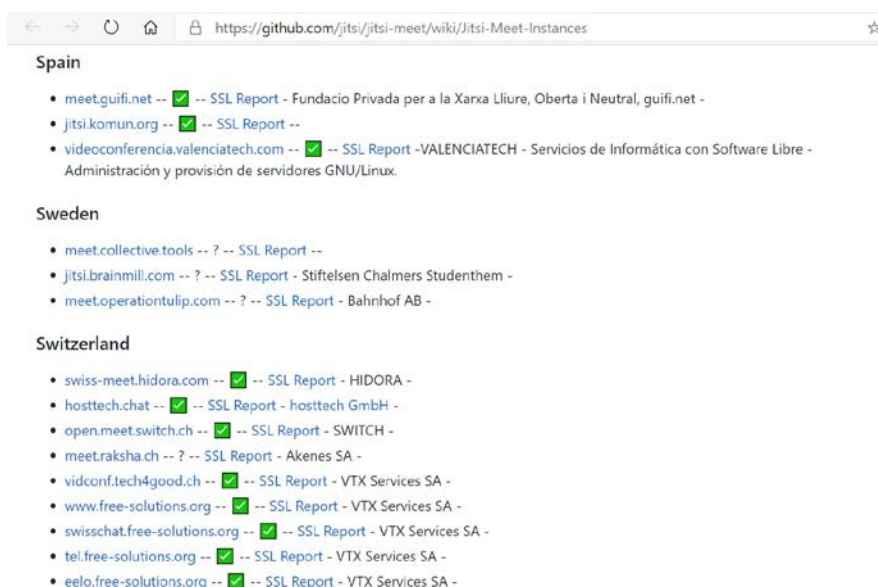 https://github.com/jitsi/jitsi-meet/wiki/Jitsi-Meet-Instances
Spain
• meet.guifi.net -- ✅ -- SSL Report - Fundacio Privada per a la Xarxa Lliure, Oberta i Neutral, guifi.net -
• jitsi.komun.org -- ✅ -- SSL Report --
• videoconferencia.valenciatech.com -- ✅ -- SSL Report -VALENCIATECH - Servicios de Informática con Software Libre -
Administración y provisión de servidores GNU/Linux.
Sweden
• meet.collective.tools -- ? -- SSL Report --
• jitsi.brainmill.com -- ? -- SSL Report - Stiftelsen Chalmers Studenthem -
• meet.operationtulip.com -- ? -- SSL Report - Bahnhof AB -
Switzerland
• swiss-meet.hidora.com -- ✅ -- SSL Report - HIDORA -
• hosttech.chat -- ✅ -- SSL Report - hosttech GmbH -
• open.meet.switch.ch -- ✅ -- SSL Report - SWITCH -
• meet.raksha.ch -- ? -- SSL Report - Akenes SA -
• vidconf.tech4good.ch -- ✅ -- SSL Report - VTX Services SA -
• www.free-solutions.org -- ✅ -- SSL Report - VTX Services SA -
• swisschat.free-solutions.org -- ✅ -- SSL Report - VTX Services SA -
• tel.free-solutions.org -- ✅ -- SSL Report - VTX Services SA -
• eelo.free-solutions.org -- ✅ -- SSL Report - VTX Services SA -